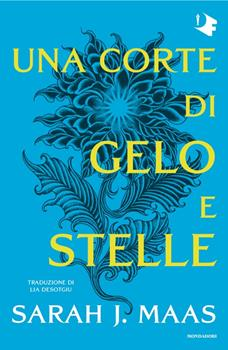 UNA CORTE
DI
GELO
E
STELLE
TRADUZIONE DI
LIA DESOTGIU
SARAH J. MAAS
MONDADORI